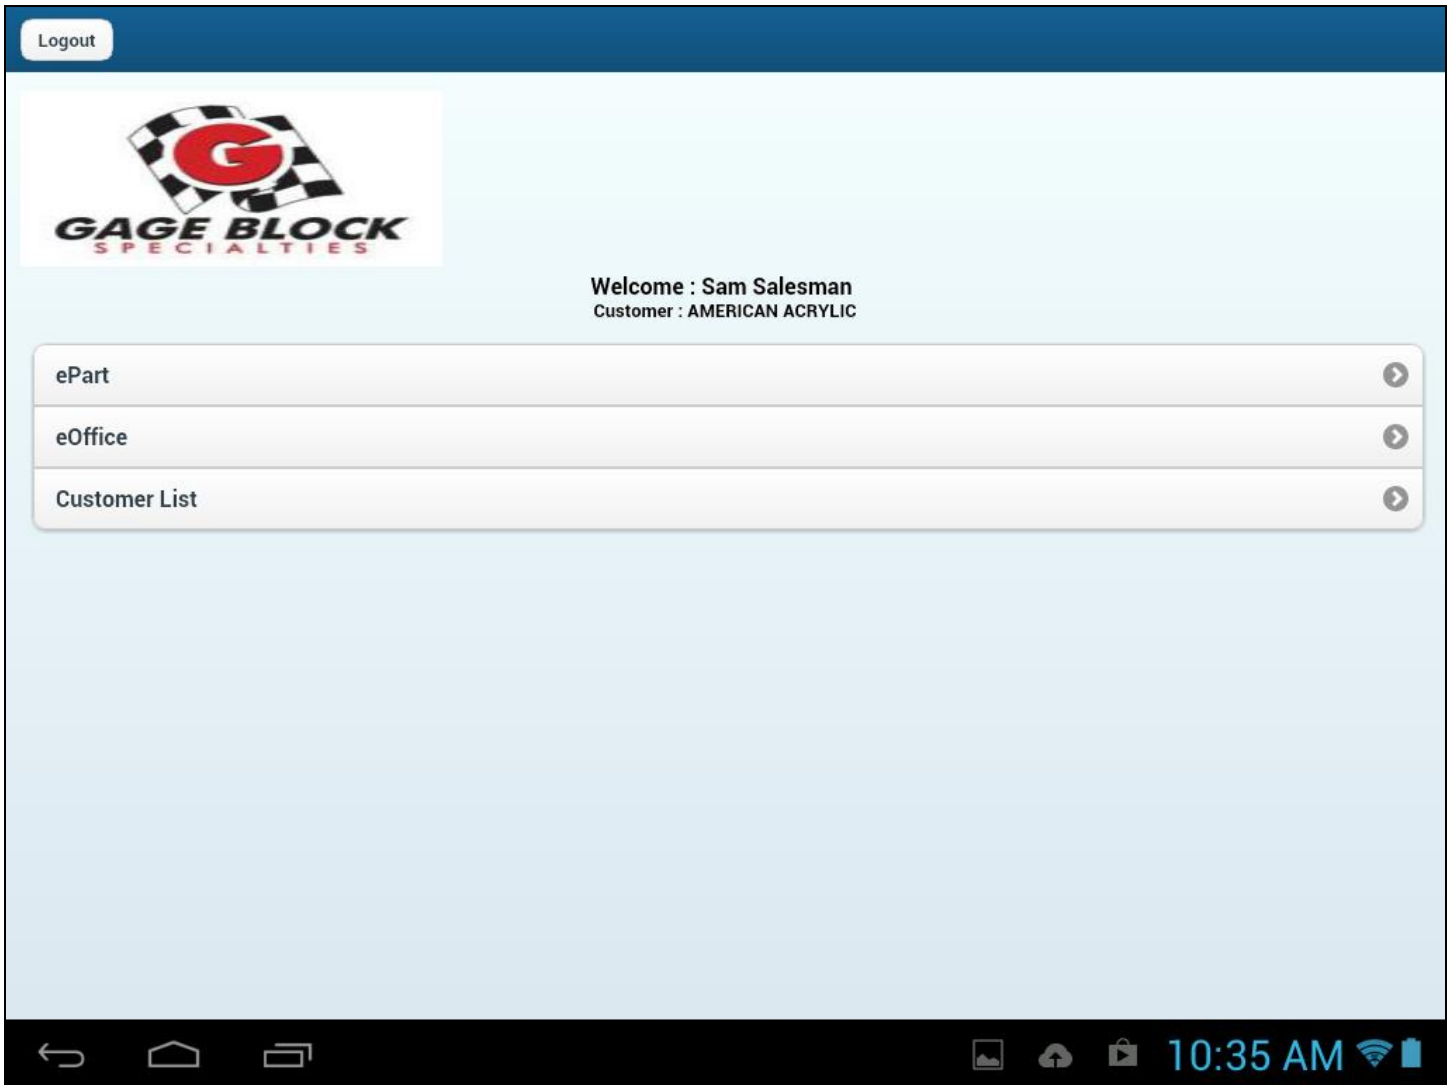 Logout
G
GAGE BLOCK
SPECIALTIES
Welcome : Sam Salesman
Customer : AMERICAN ACRYLIC
ePart
eOffice
Customer List
10:35 AM